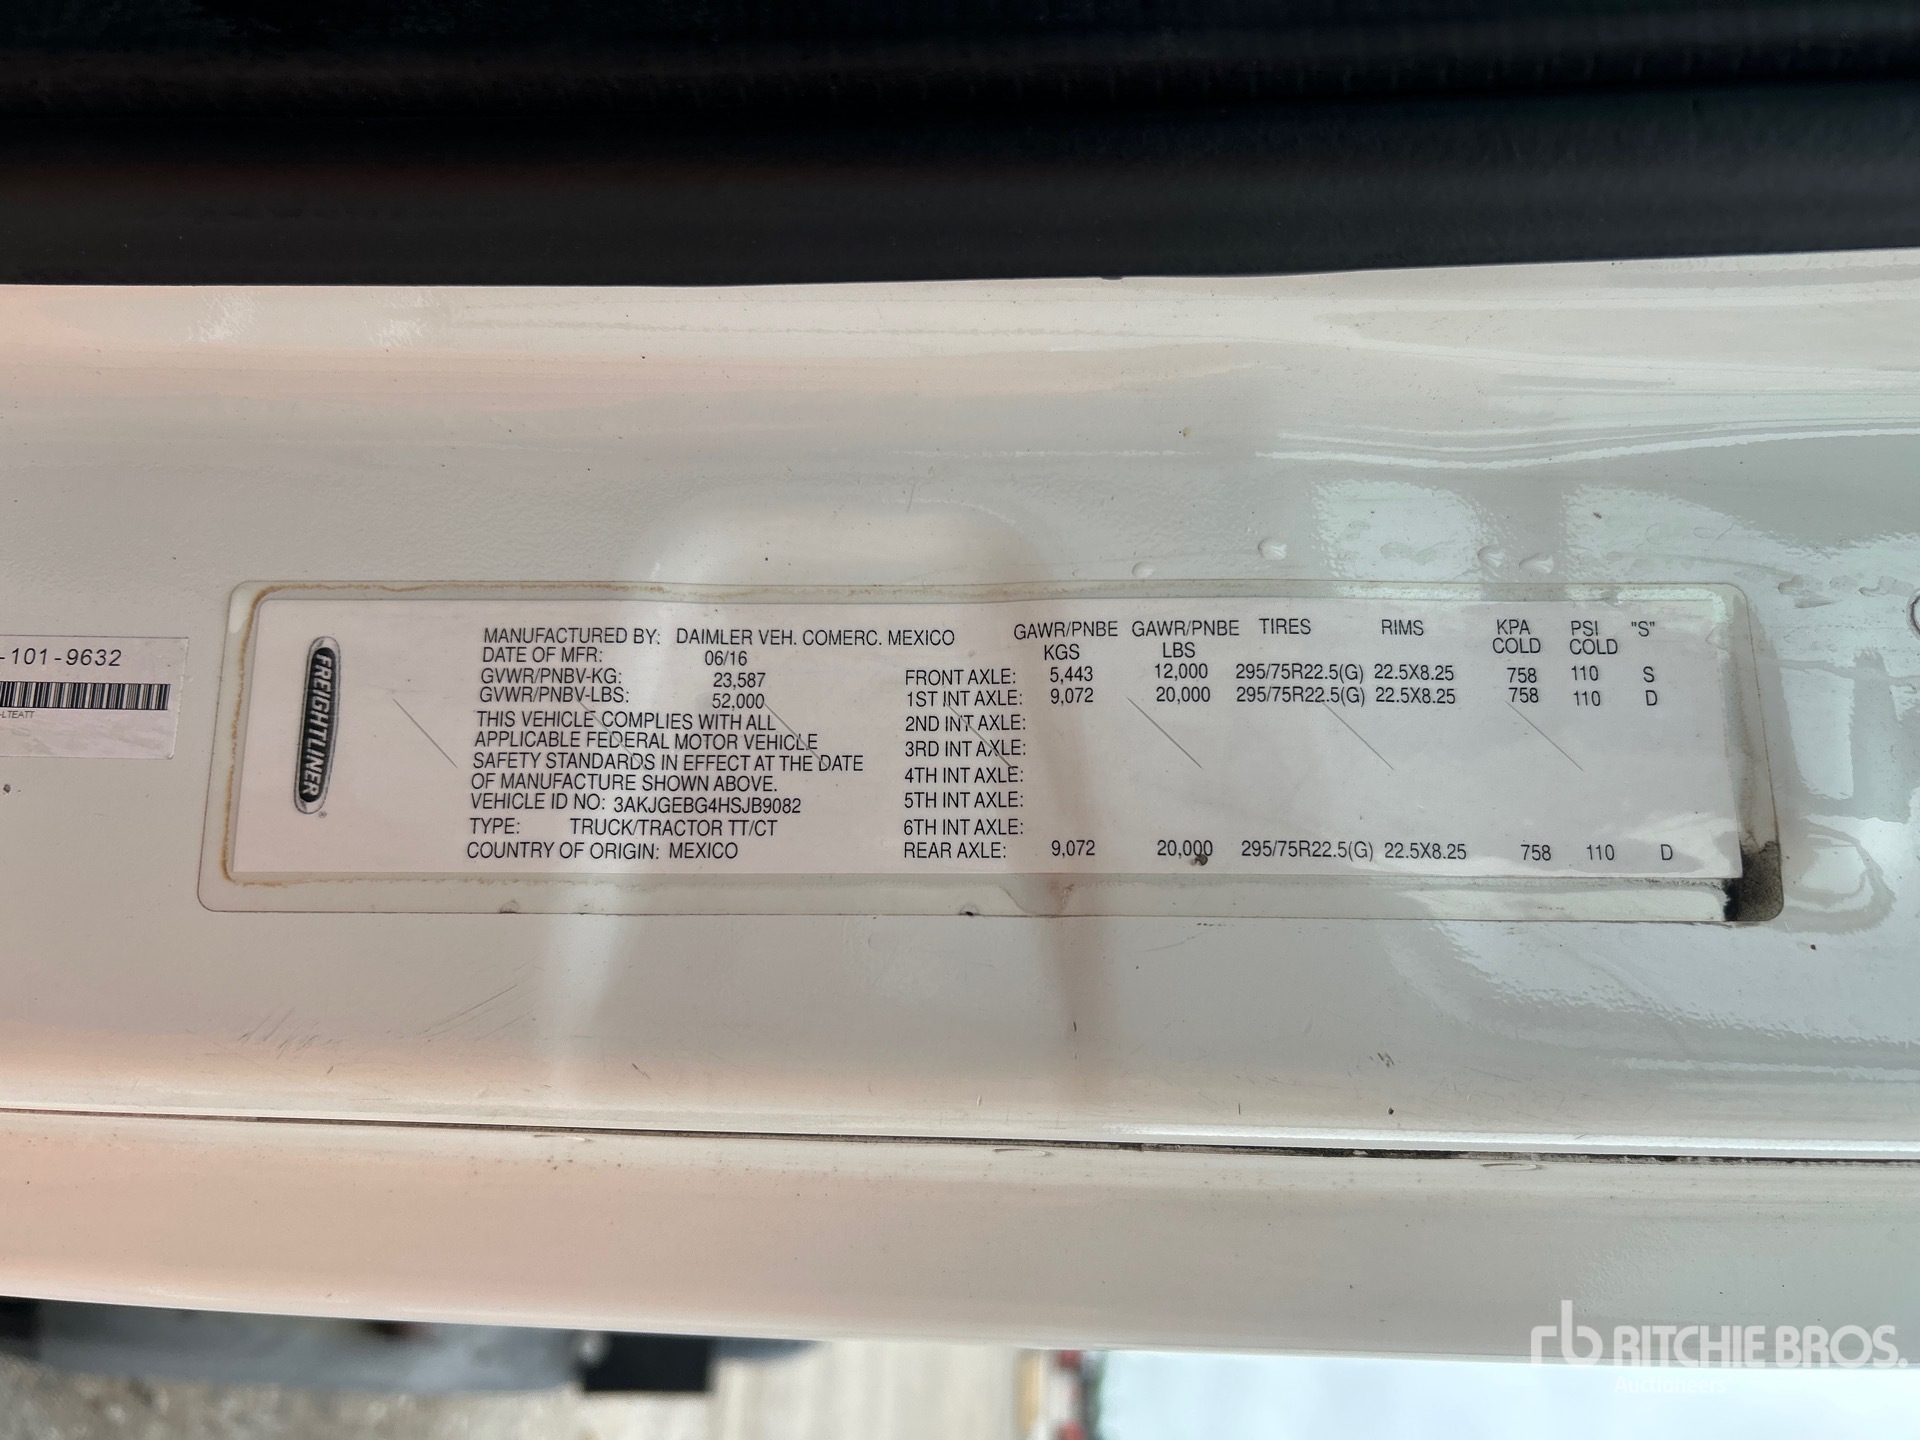 -101-9632
-LTEATT
FREIGHTLINER
®
MANUFACTURED BY: DAIMLER VEH. COMERC. MEXICO
DATE OF MFR: 06/16
GVWR/PNBV-KG: 23,587
GVWR/PNBV-LBS: 52,000
THIS VEHICLE COMPLIES WITH ALL
APPLICABLE FEDERAL MOTOR VEHICLE
SAFETY STANDARDS IN EFFECT AT THE DATE
OF MANUFACTURE SHOWN ABOVE.
VEHICLE ID NO: 3AKJGEBG4HSJB9082
TYPE: TRUCK/TRACTOR TT/CT
COUNTRY OF ORIGIN: MEXICO
GAWR/PNBE GAWR/PNBE TIRES RIMS KPA PSI "S"
KGS LBS COLD COLD
FRONT AXLE: 5,443 12,000 295/75R22.5(G) 22.5X8.25 758 110 S
1ST INT AXLE: 9,072 20,000 295/75R22.5(G) 22.5X8.25 758 110 D
2ND INT AXLE:
3RD INT AXLE:
4TH INT AXLE:
5TH INT AXLE:
6TH INT AXLE:
REAR AXLE: 9,072 20,000 295/75R22.5(G) 22.5X8.25 758 110 D
rb RITCHIE BROS.
Auctioneers